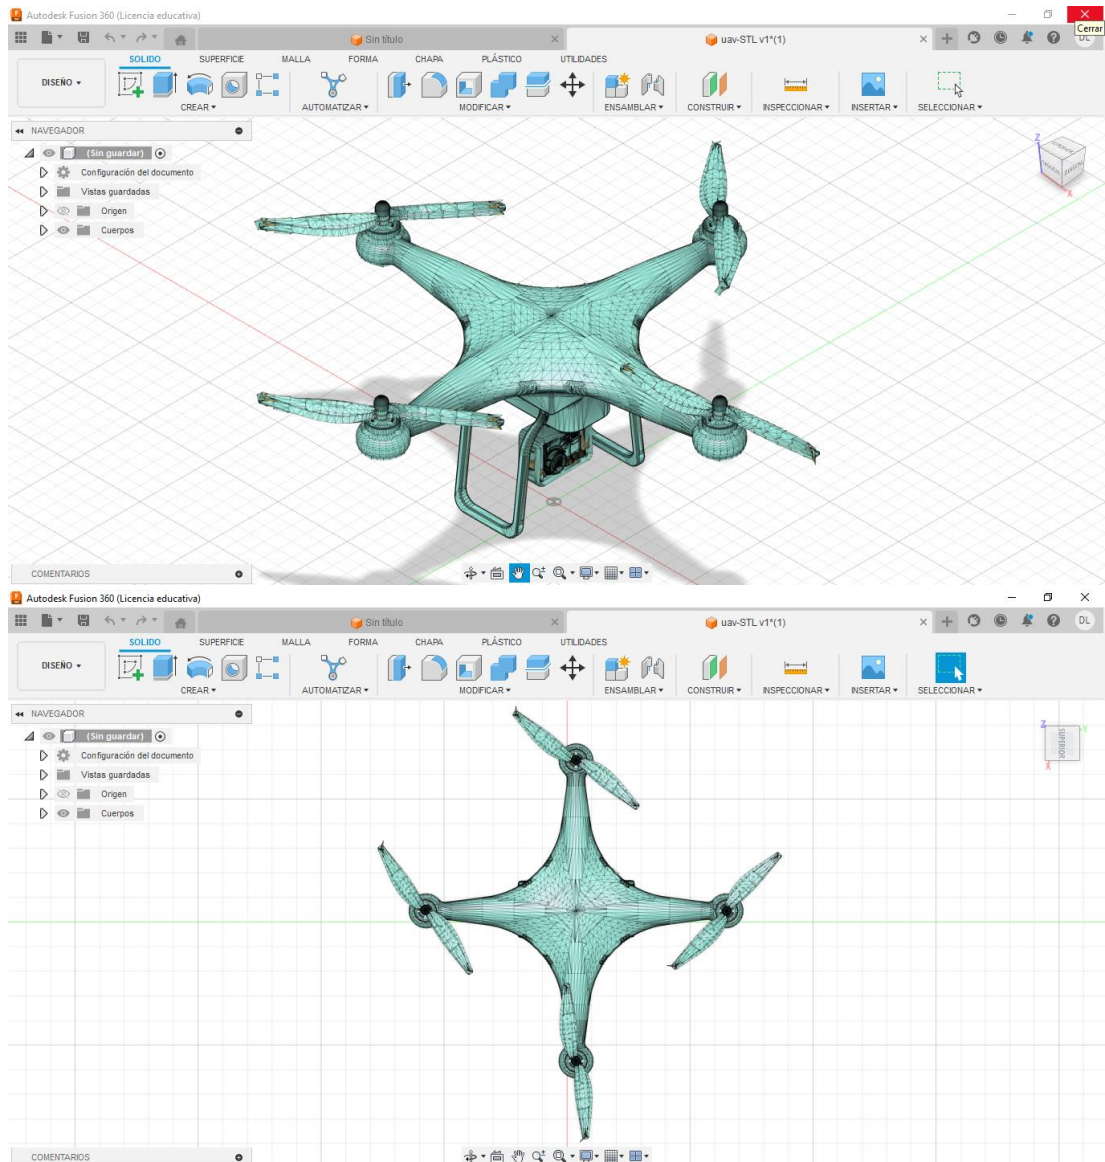 Autodesk Fusion 360 (Licencia educativa)
Sin título
uav-STL v1*(1)
Cerrar
SOLIDO SUPERFICIE MALLA FORMA CHAPA PLÁSTICO UTILIDADES
DISEÑO
CREAR AUTOMATIZAR MODIFICAR ENSAMBLAR CONSTRUIR INSPECCIONAR INSERTAR SELECCIONAR
NAVEGADOR
(Sin guardar)
Configuración del documento
Vistas guardadas
Origen
Cuerpos
Z
X
COMENTARIOS
Autodesk Fusion 360 (Licencia educativa)
Sin título
uav-STL v1*(1)
DL
SOLIDO SUPERFICIE MALLA FORMA CHAPA PLÁSTICO UTILIDADES
DISEÑO
CREAR AUTOMATIZAR MODIFICAR ENSAMBLAR CONSTRUIR INSPECCIONAR INSERTAR SELECCIONAR
NAVEGADOR
(Sin guardar)
Configuración del documento
Vistas guardadas
Origen
Cuerpos
Z
Y
SUPERIOR
X
COMENTARIOS